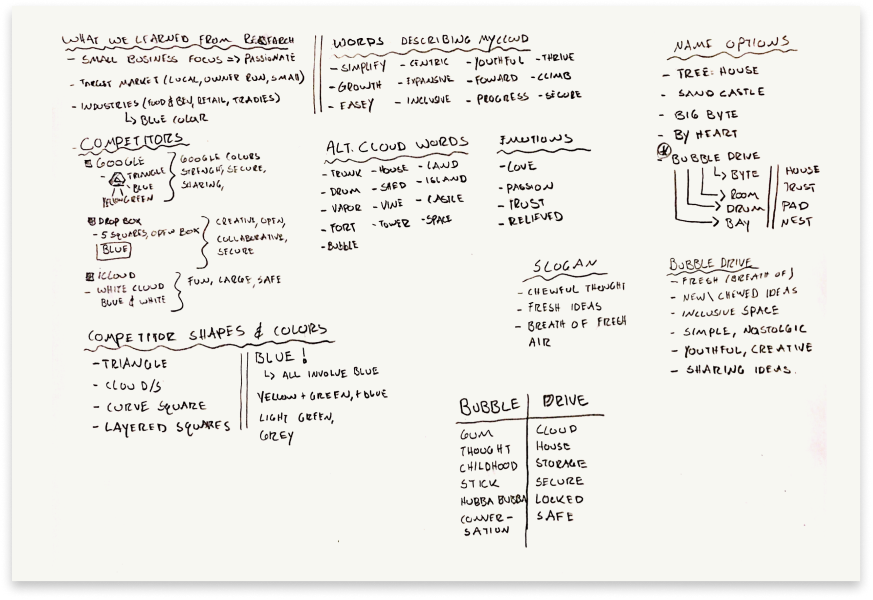 WHAT WE LEARNED FROM RESEARCH
- SMALL BUSINESS FOCUS => PASSIONATE
- TARGET MARKET (LOCAL, OWNER RUN, SMAB)
- INDUSTRIES (FOOD & BEV, RETAIL, TRADIES)
↳ BLUE COLOR
WORDS DESCRIBING MYCLOUD
- SIMPLIFY - CENTRIC - YOUTHFUL - THRIVE
- GROWTH - EXPANSIVE - FOWARD - CLIMB
- EASEY - INCLUSIVE - PROGRESS - SECURE
NAME OPTIONS
- TREE: HOUSE
- SAND CASTLE
- BIG BYTE
- BY HEART
- BUBBLE DRIVE
↳ BYTE
→ ROOM
→ DRUM
→ BAY
HOUSE
TRUST
PAD
NEST
- COMPETITORS
GOOGLE
- TRIANGLE
BLUE
YELLOW GREEN
GOOGLE COLORS
STRENGTH, SECURE,
SHARING,
DROP BOX
- 5 SQUARES, OPEN BOX
BLUE
CREATIVE, OPEN,
COLLABORATIVE,
SECURE
ICLOUD
- WHITE CLOUD
BLUE & WHITE
FUN, LARGE, SAFE
ALT. CLOUD WORDS
- TRUNK - HOUSE - LAND
- DRUM - SHED - ISLAND
- VAPOR - VINE - CASTLE
- FORT - TOWER - SPACE
- BUBBLE
EMOTIONS
- LOVE
- PASSION
- TRUST
- RELIEVED
SLOGAN
- CHEWFUL THOUGHT
- FRESH IDEAS
- BREATH OF FRESH
AIR
BUBBLE DRIVE
- FRESH (BREATH OF)
- NEW \ CHEWED IDEAS
- INCLUSIVE SPACE
- SIMPLE, NOSTOLGIC
- YOUTHFUL, CREATIVE
- SHARING IDEAS.
COMPETITOR SHAPES & COLORS
- TRIANGLE
- CLOUD/S
- CURVE SQUARE
- LAYERED SQUARES
BLUE!
↳ ALL INVOLVE BLUE
YELLOW + GREEN, + BLUE
LIGHT GREEN,
GREY
BUBBLE DRIVE
GUM CLOUD
THOUGHT HOUSE
CHILDHOOD STORAGE
STICK SECURE
HUBBA BUBBA LOCKED
CONVER- SAFE
SATION